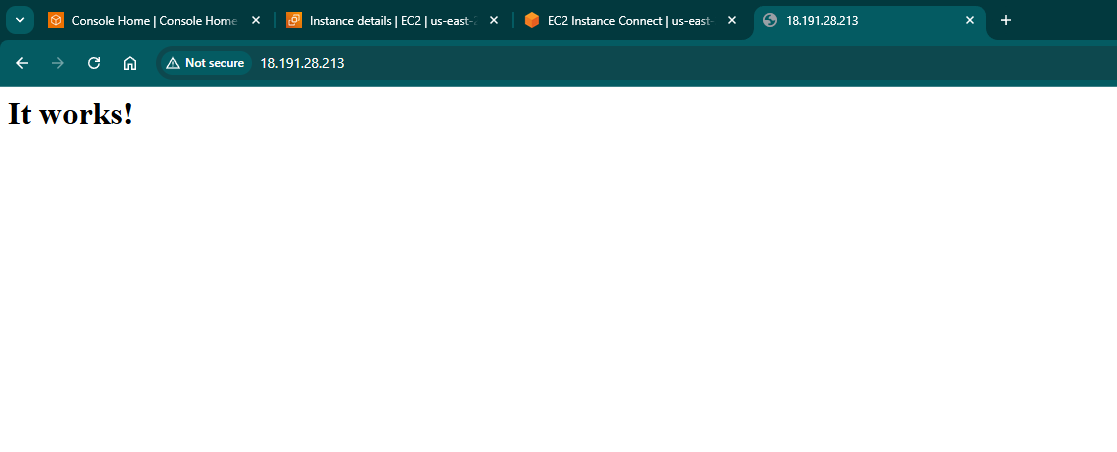 Console Home | Console Home
Instance details | EC2 | us-east-2
EC2 Instance Connect | us-east-
18.191.28.213
Not secure
18.191.28.213
It works!